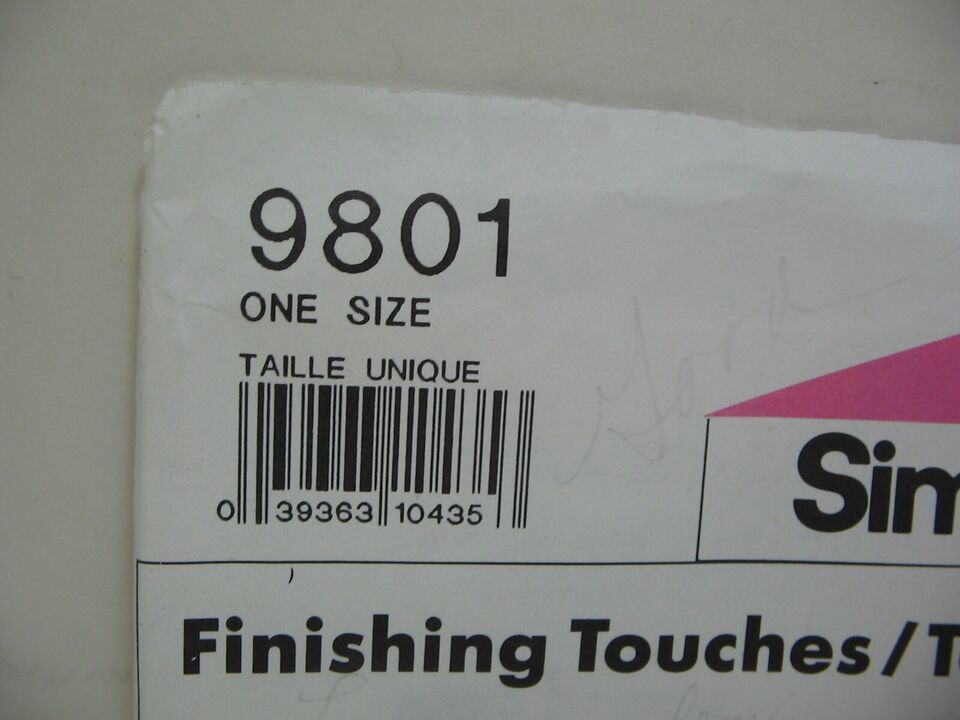 9801
ONE SIZE
TAILLE UNIQUE
0 39363 10435
Sim
Finishing Touches/T